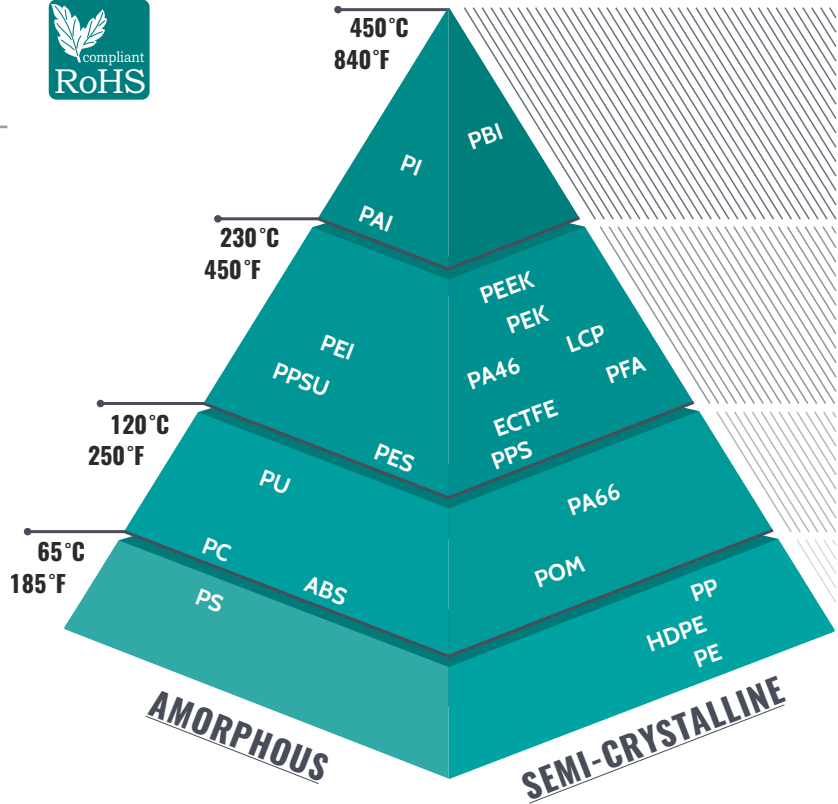 compliant
RoHS
450°C
840°F
PBI
PI
PAI
230°C
450°F
PEEK
PEK
LCP
PEI
PA46
PFA
PPSU
ECTFE
120°C
250°F
PES
PPS
PU
PA66
65°C
185°F
PC
POM
ABS
PS
PP
HDPE
PE
AMORPHOUS
SEMI-CRYSTALLINE